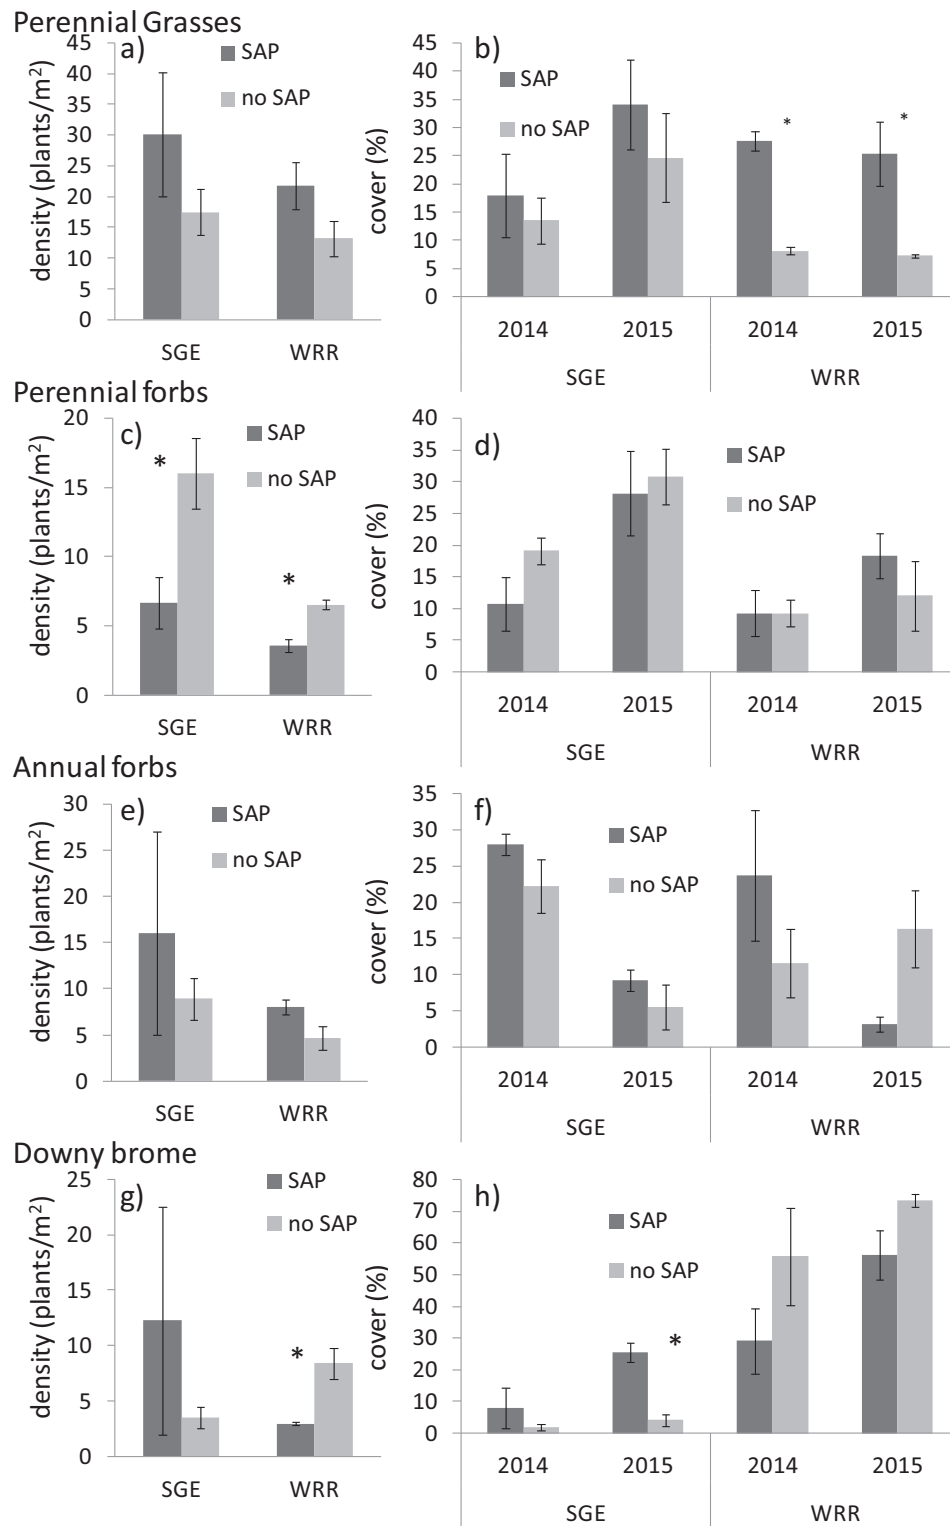 Perennial Grasses
a)
SAP
no SAP
density (plants/m²)
45
40
35
30
25
20
15
10
5
0
SGE
WRR
b)
SAP
no SAP
* *
cover (%)
45
40
35
30
25
20
15
10
5
0
2014 2015 2014 2015
SGE WRR
Perennial forbs
c)
SAP
no SAP
* *
density (plants/m²)
20
15
10
5
0
SGE WRR
d)
SAP
no SAP
cover (%)
40
35
30
25
20
15
10
5
0
2014 2015 2014 2015
SGE WRR
Annual forbs
e)
SAP
no SAP
density (plants/m²)
30
25
20
15
10
5
0
SGE WRR
f)
SAP
no SAP
cover (%)
35
30
25
20
15
10
5
0
2014 2015 2014 2015
SGE WRR
Downy brome
g)
SAP
no SAP
*
density (plants/m²)
25
20
15
10
5
0
SGE WRR
h)
SAP
no SAP
*
cover (%)
80
70
60
50
40
30
20
10
0
2014 2015 2014 2015
SGE WRR